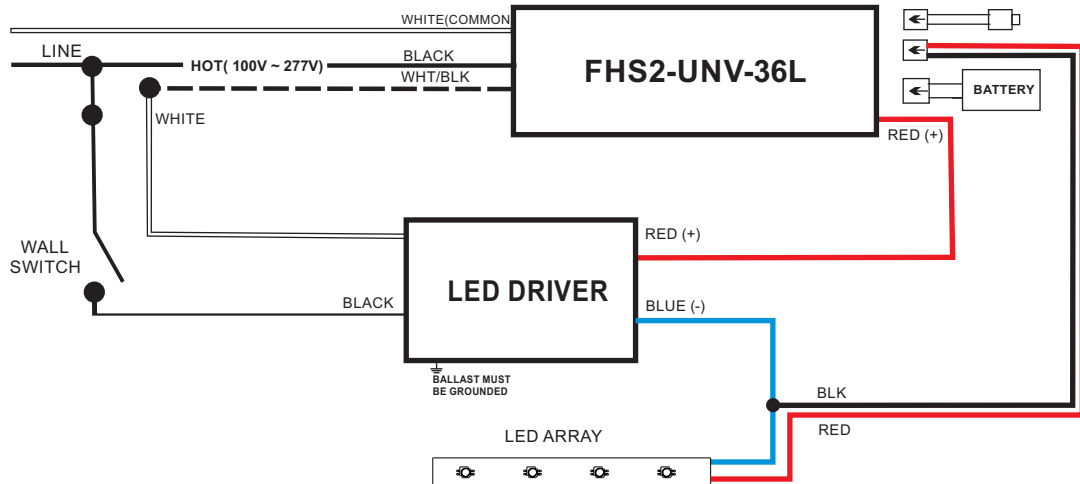 WHITE(COMMON
LINE
BLACK
HOT( 100V ~ 277V)
WHT/BLK
FHS2-UNV-36L
BATTERY
WHITE
RED (+)
WALL
SWITCH
RED (+)
LED DRIVER
BLACK
BLUE (-)
BALLAST MUST
BE GROUNDED
BLK
RED
LED ARRAY